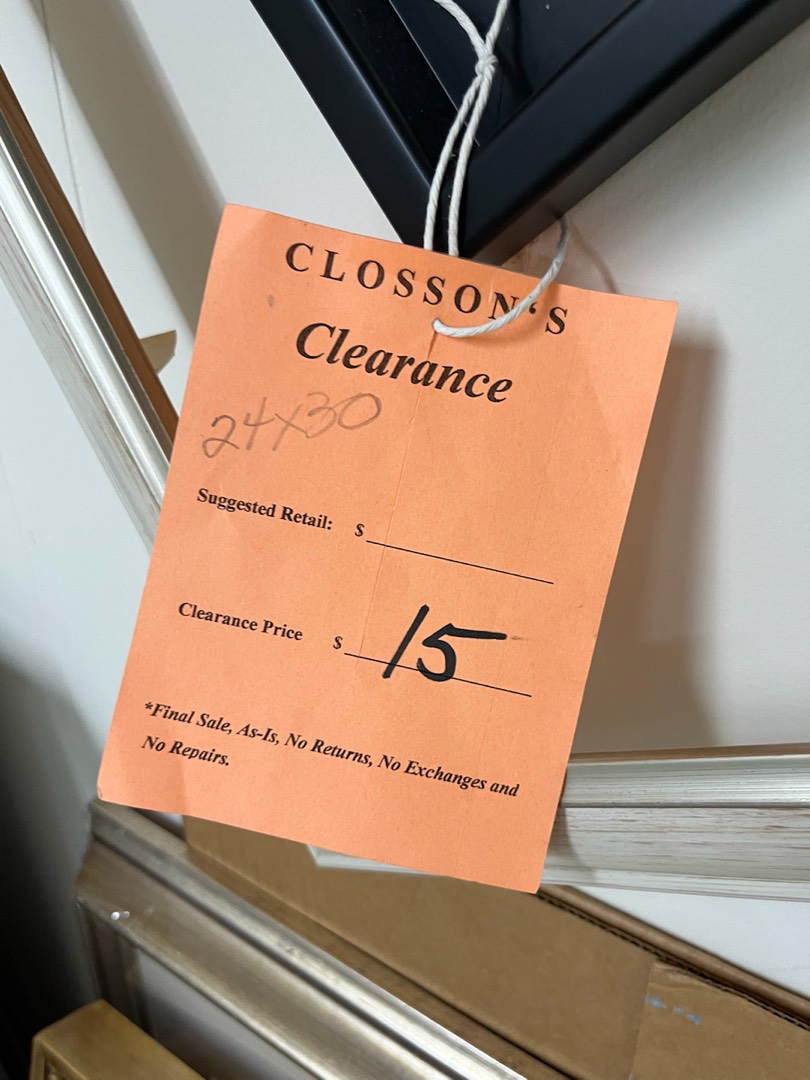 CLOSSON‘S
Clearance
24x30
Suggested Retail: $
Clearance Price $ 15
*Final Sale, As-Is, No Returns, No Exchanges and
No Repairs.